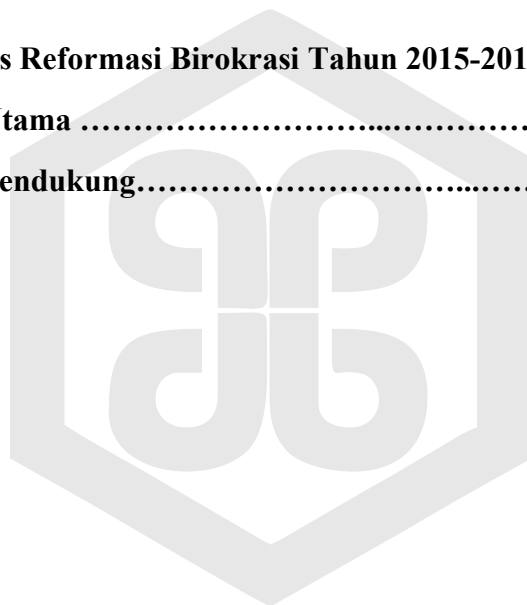 s Reformasi Birokrasi Tahun 2015-201
Utama ………………………...……………
endukung…………………………...……